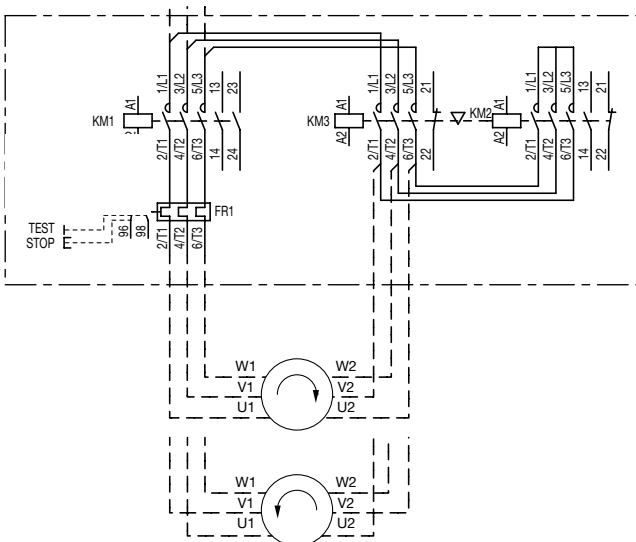 1/L1 3/L2 5/L3 13 23
1/L1 3/L2 5/L3 21
1/L1 3/L2 5/L3 13 21
A1
KM1
2/T1 4/T2 6/T3 14 24
A1
KM3
A2
2/T1 4/T2 6/T3 22
A1
KM2
A2
2/T1 4/T2 6/T3 14 22
FR1
TEST
STOP
96 98 2/T1 4/T2 6/T3
W1 W2
V1 V2
U1 U2
W1 W2
V1 V2
U1 U2